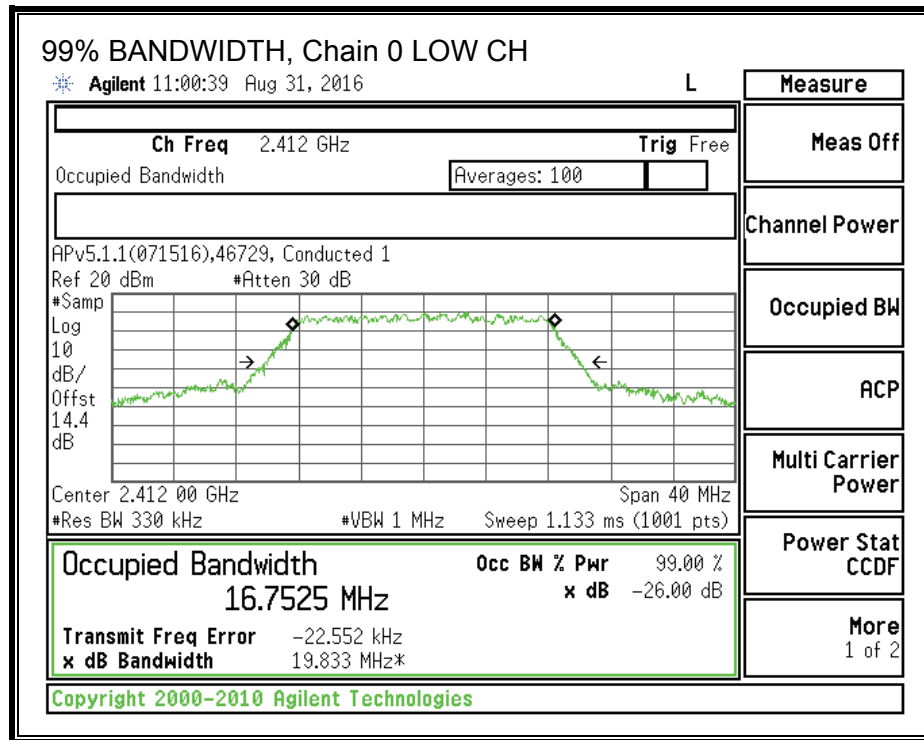 99% BANDWIDTH, Chain 0 LOW CH
Agilent 11:00:39 Aug 31, 2016 L
Measure
Ch Freq 2.412 GHz Trig Free
Occupied Bandwidth Averages: 100
APv5.1.1(071516),46729, Conducted 1
Ref 20 dBm #Atten 30 dB
#Samp
Log
10
dB/
Offst
14.4
dB
Center 2.412 00 GHz Span 40 MHz
#Res BW 330 kHz #VBW 1 MHz Sweep 1.133 ms (1001 pts)
Occupied Bandwidth Occ BW % Pwr 99.00 %
16.7525 MHz x dB -26.00 dB
Transmit Freq Error -22.552 kHz
x dB Bandwidth 19.833 MHz*
Meas Off
Channel Power
Occupied BW
ACP
Multi Carrier
Power
Power Stat
CCDF
More
1 of 2
Copyright 2000-2010 Agilent Technologies